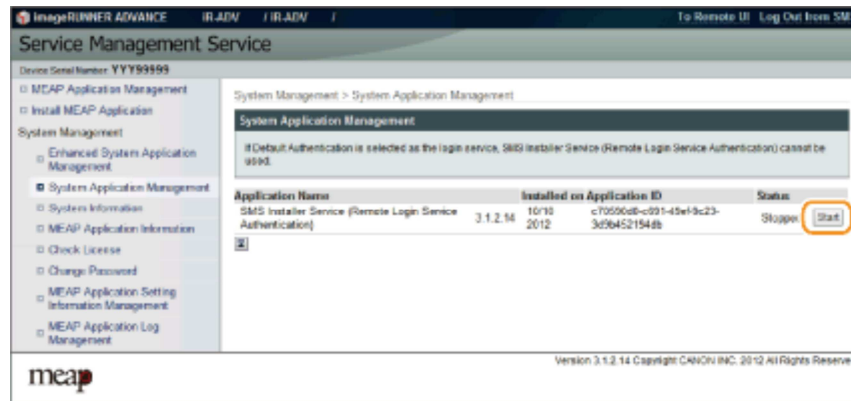 imageRUNNER ADVANCE iR-ADV / iR-ADV /
To Remote UI Log Out from SM
Service Management Service
Device Serial Number: YYY99999
MEAP Application Management
Install MEAP Application
System Management
Enhanced System Application
Management
System Application Management
System Information
MEAP Application Information
Check License
Change Password
MEAP Application Setting
Information Management
MEAP Application Log
Management
System Management > System Application Management
System Application Management
If Default Authentication is selected as the login service, SMS Installer Service (Remote Login Service Authentication) cannot be
used.
Application Name Installed on Application ID Status
SMS Installer Service (Remote Login Service
Authentication)
3.1.2.14
10/10
2012
3d9b452154db
Stopped
Start
Version 3.1.2.14 Copyright CANON INC. 2012 All Rights Reserve
meap